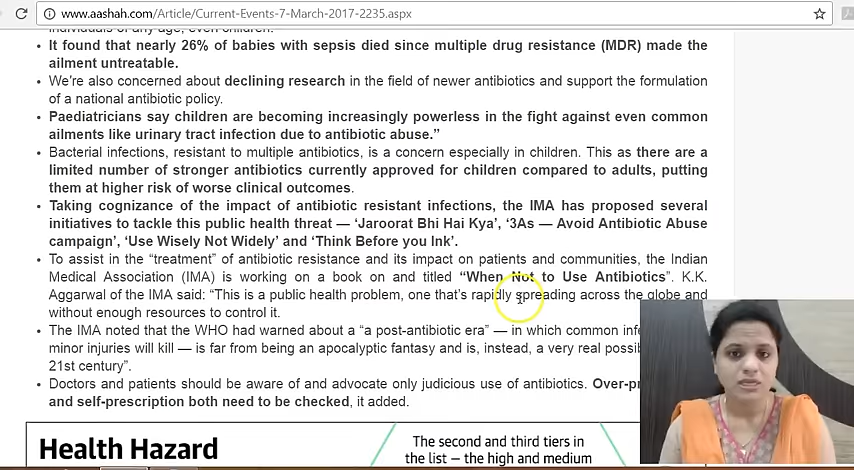 www.aashah.com/Article/Current-Events-7-March-2017-2235.aspx
individuals of any age, even children.
• It found that nearly 26% of babies with sepsis died since multiple drug resistance (MDR) made the
ailment untreatable.
• We're also concerned about declining research in the field of newer antibiotics and support the formulation
of a national antibiotic policy.
• Paediatricians say children are becoming increasingly powerless in the fight against even common
ailments like urinary tract infection due to antibiotic abuse.”
• Bacterial infections, resistant to multiple antibiotics, is a concern especially in children. This as there are a
limited number of stronger antibiotics currently approved for children compared to adults, putting
them at higher risk of worse clinical outcomes.
• Taking cognizance of the impact of antibiotic resistant infections, the IMA has proposed several
initiatives to tackle this public health threat — ‘Jaroorat Bhi Hai Kya’, ‘3As — Avoid Antibiotic Abuse
campaign’, ‘Use Wisely Not Widely’ and ‘Think Before you Ink’.
• To assist in the “treatment” of antibiotic resistance and its impact on patients and communities, the Indian
Medical Association (IMA) is working on a book on and titled “When Not to Use Antibiotics”. K.K.
Aggarwal of the IMA said: “This is a public health problem, one that's rapidly spreading across the globe and
without enough resources to control it.
• The IMA noted that the WHO had warned about a “a post-antibiotic era” — in which common
minor injuries will kill — is far from being an apocalyptic fantasy and is, instead, a very real
21st century”.
• Doctors and patients should be aware of and advocate only judicious use of antibiotics.
and self-prescription both need to be checked, it added.
Health Hazard
The second and third tiers in
the list – the high and medium